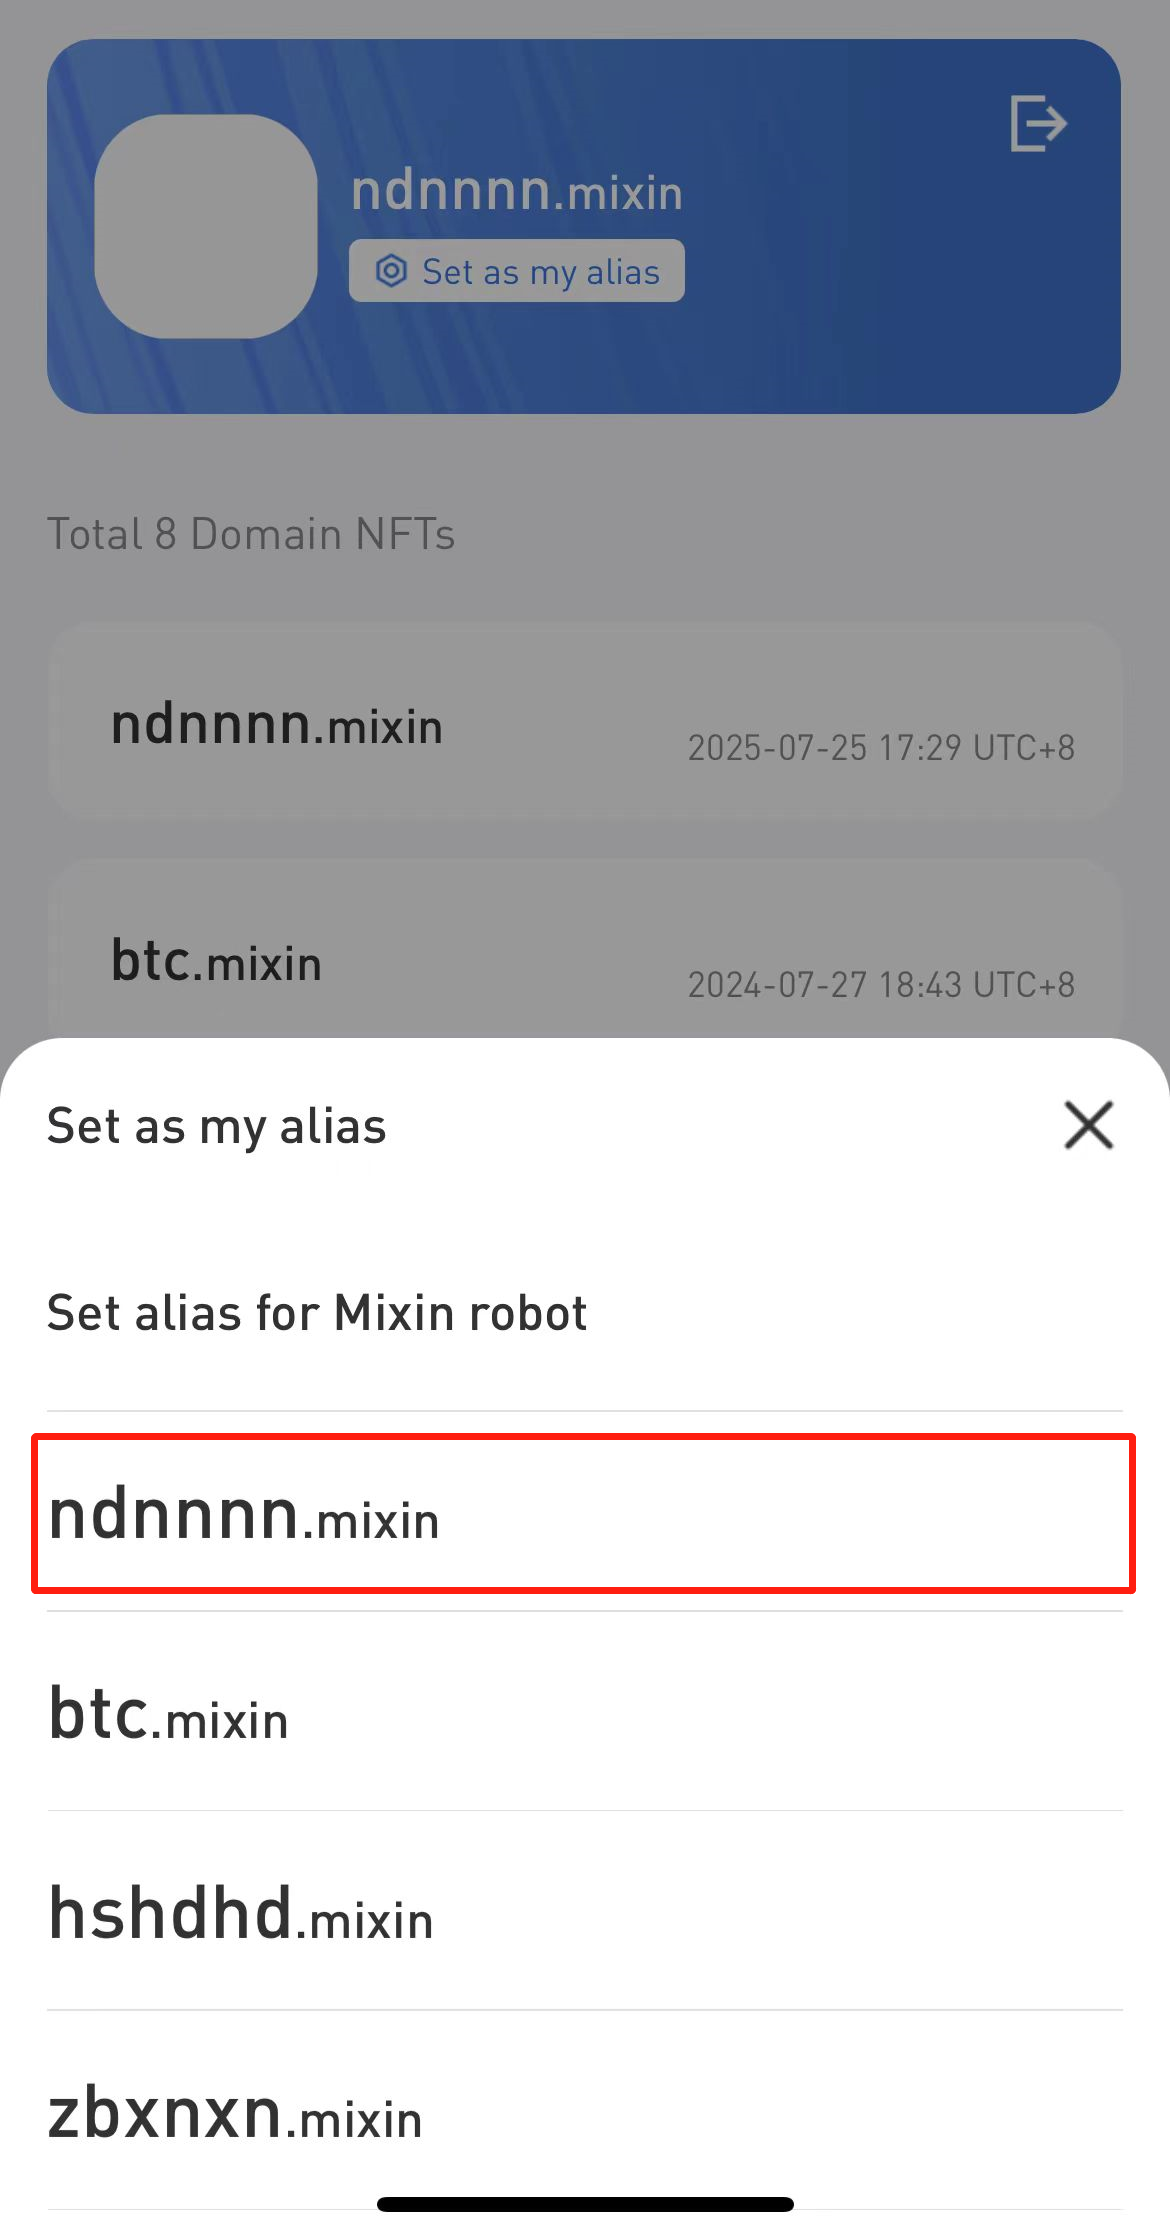 ndnnnn.mixin
Set as my alias
Total 8 Domain NFTs
ndnnnn.mixin
2025-07-25 17:29 UTC+8
btc.mixin
2024-07-27 18:43 UTC+8
Set as my alias
Set alias for Mixin robot
ndnnnn.mixin
btc.mixin
hshdhd.mixin
zbxnxn.mixin